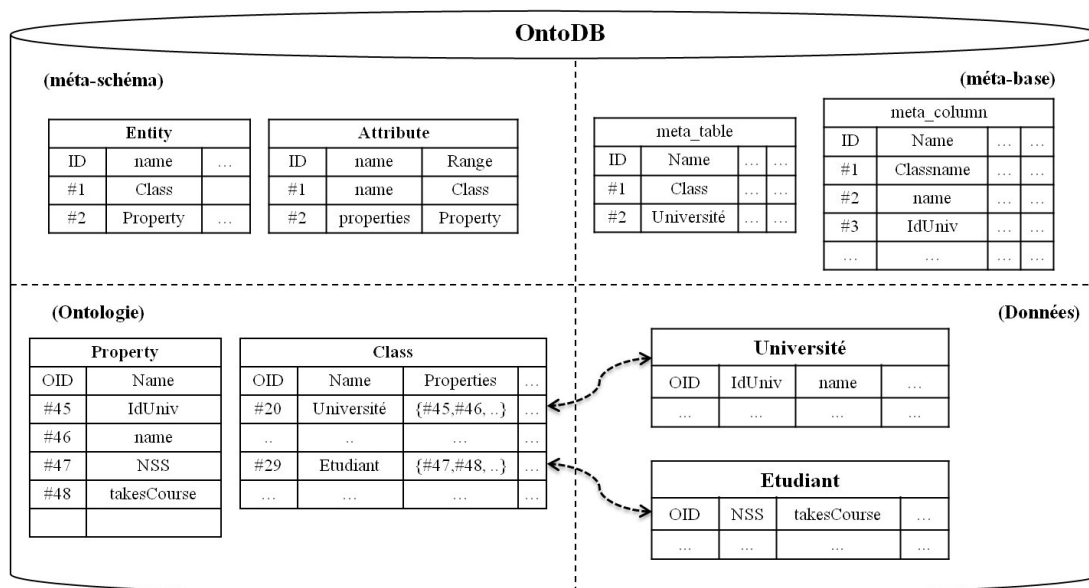 OntoDB
(méta-schéma)
Entity
ID name ...
#1 Class
#2 Property ...
Attribute
ID name Range
#1 name Class
#2 properties Property
(méta-base)
meta_table
ID Name ... ...
#1 Class ... ...
#2 Université ... ...
meta_column
ID Name ... ...
#1 Classname ... ...
#2 name ... ...
#3 IdUniv ... ...
... ... ... ...
(Ontologie)
Property
OID Name
#45 IdUniv
#46 name
#47 NSS
#48 takesCourse
Class
OID Name Properties ...
#20 Université {#45,#46, ..} ...
.. .. ... ...
#29 Etudiant {#47,#48, ..} ...
... ... ... ...
(Données)
Université
OID IdUniv name ...
... ... ... ...
Etudiant
OID NSS takesCourse ...
... ... ... ...